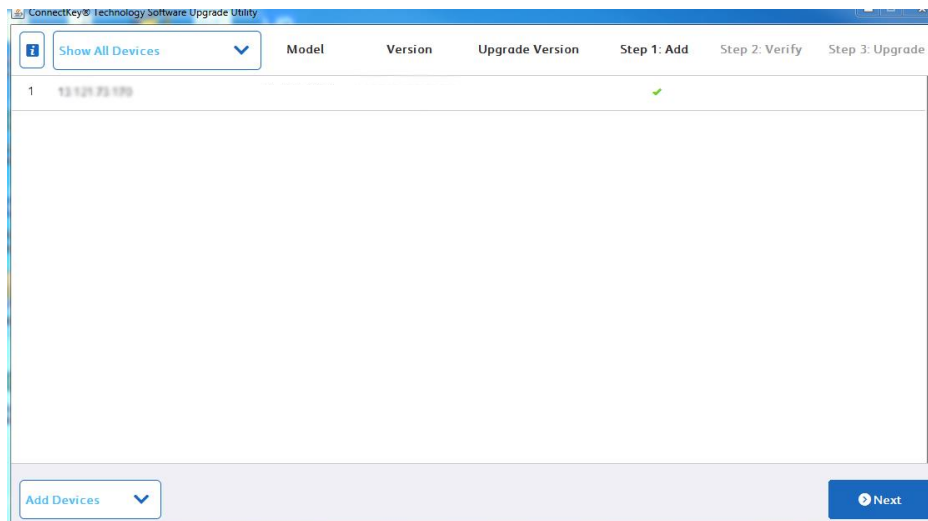 ConnectKey® Technology Software Upgrade Utility
i Show All Devices Model Version Upgrade Version Step 1: Add Step 2: Verify Step 3: Upgrade
1
Add Devices Next